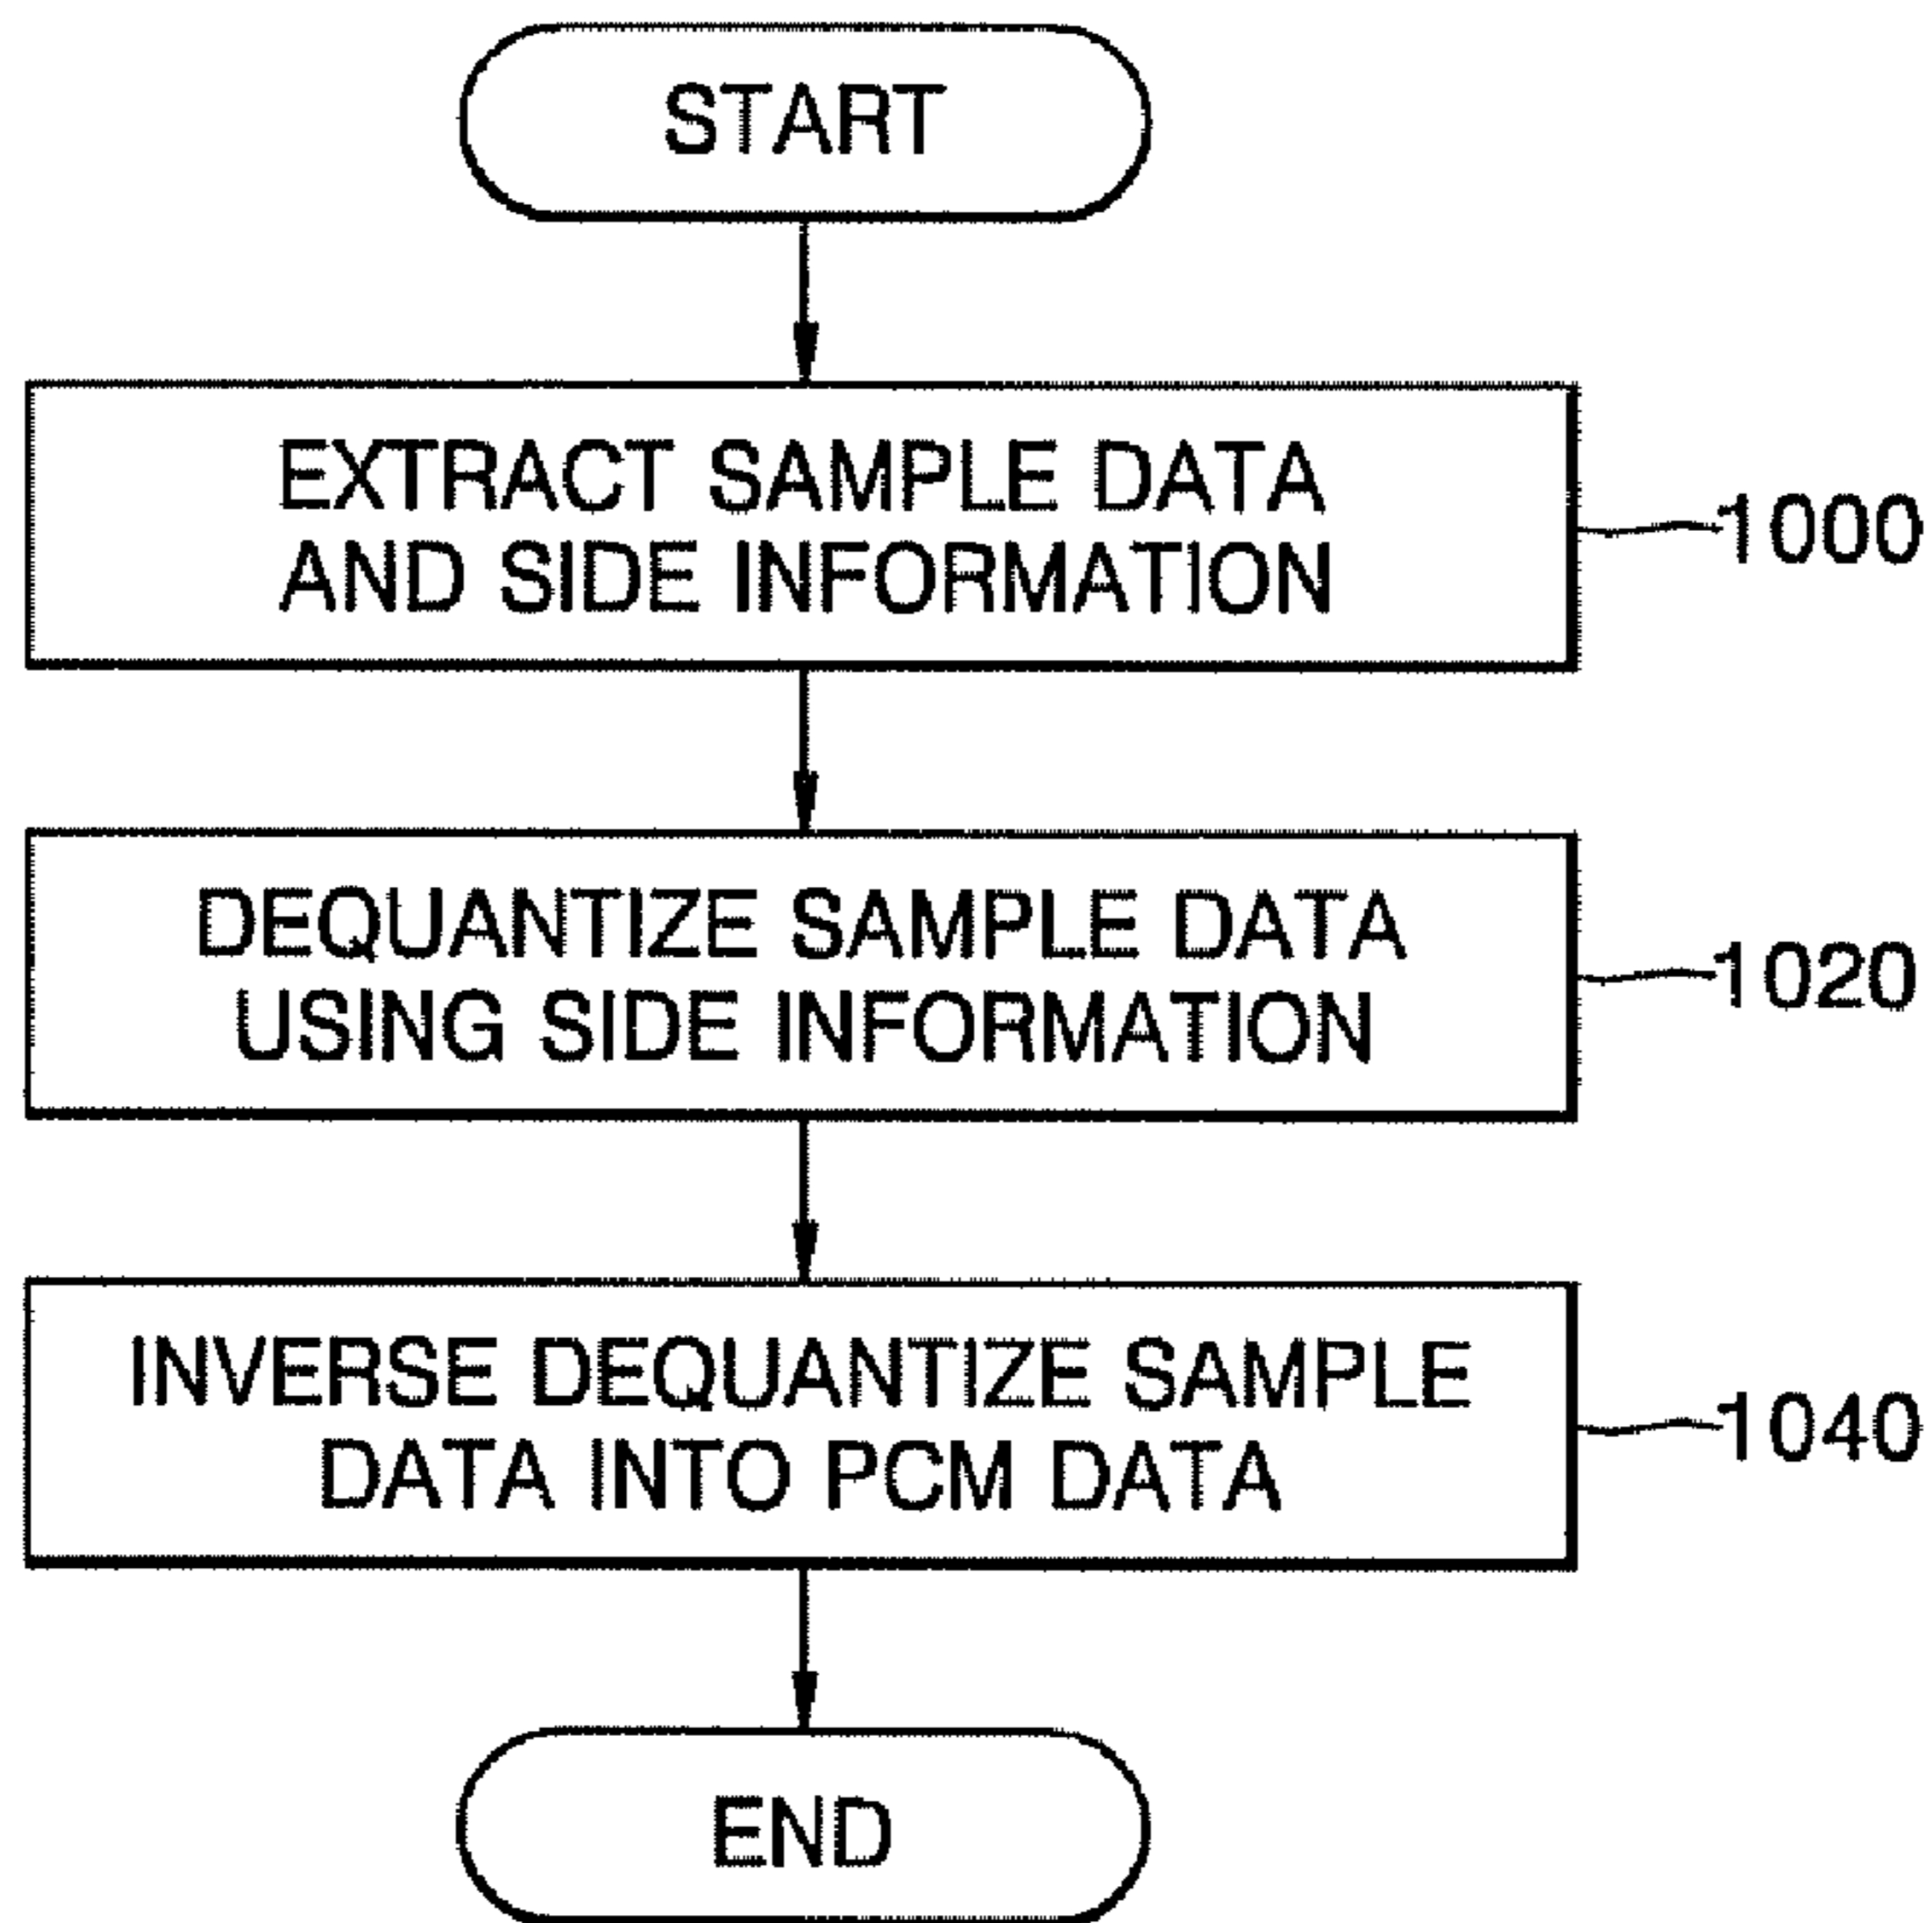 START
EXTRACT SAMPLE DATA
AND SIDE INFORMATION
1000
DEQUANTIZE SAMPLE DATA
USING SIDE INFORMATION
1020
INVERSE DEQUANTIZE SAMPLE
DATA INTO PCM DATA
1040
END